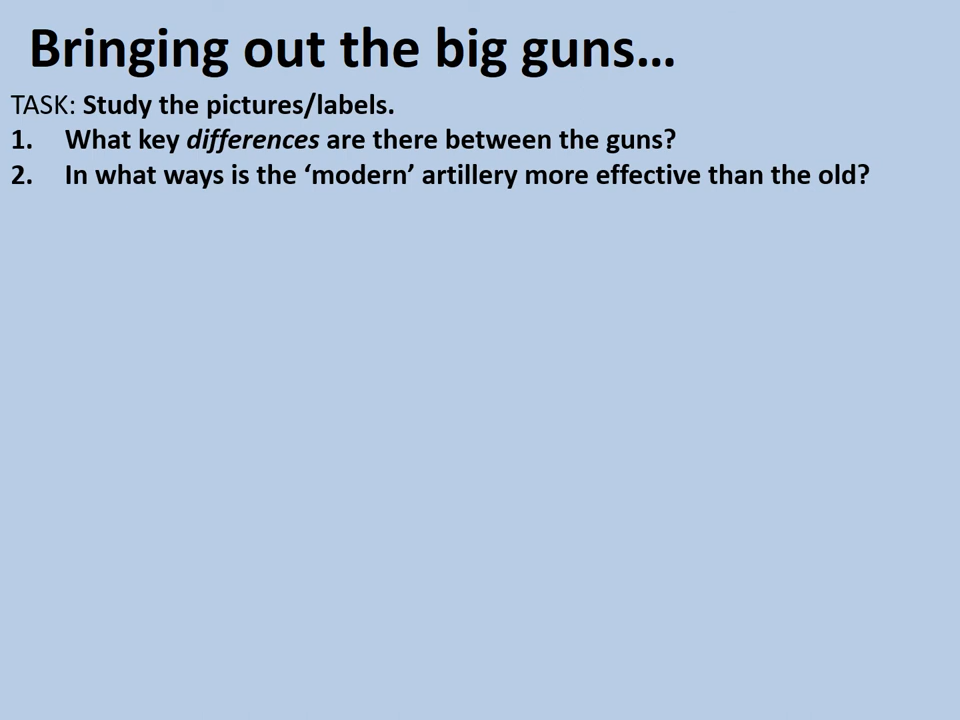 Bringing out the big guns…
TASK: Study the pictures/labels.
1. What key differences are there between the guns?
2. In what ways is the ‘modern’ artillery more effective than the old?